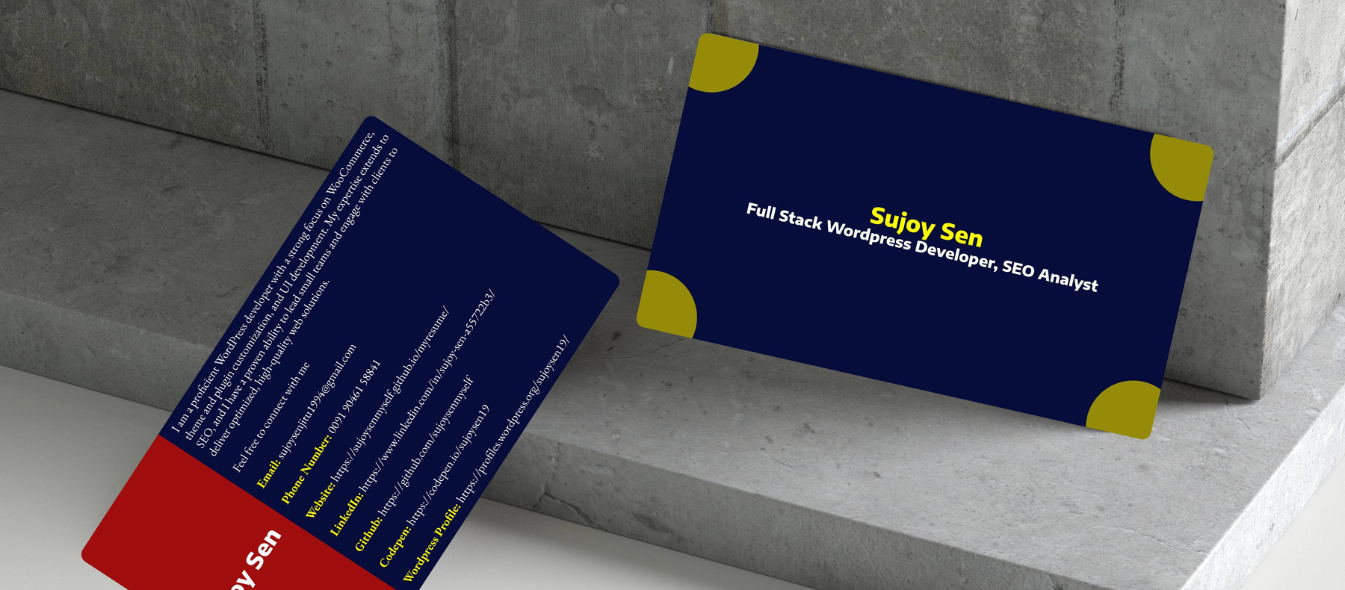 I am a proficient WordPress developer with a strong focus on WooCommerce,
theme and plugin customization, and UI development. My expertise extends to
SEO, and I have a proven ability to lead small teams and engage with clients to
deliver optimized, high-quality web solutions.
Feel free to connect with me
Email: sujoysenjitu1994@gmail.com
Phone Number: 0091 90461 58841
Website: https://sujoysenmyself.github.io/myresume/
LinkedIn: https://www.linkedin.com/in/sujoy-sen-a55722b3/
Github: https://github.com/sujoysenmyself
Codepen: https://codepen.io/sujoysen19
Wordpress Profile: https://profiles.wordpress.org/sujoysen19/
oy Sen
Sujoy Sen
Full Stack Wordpress Developer, SEO Analyst